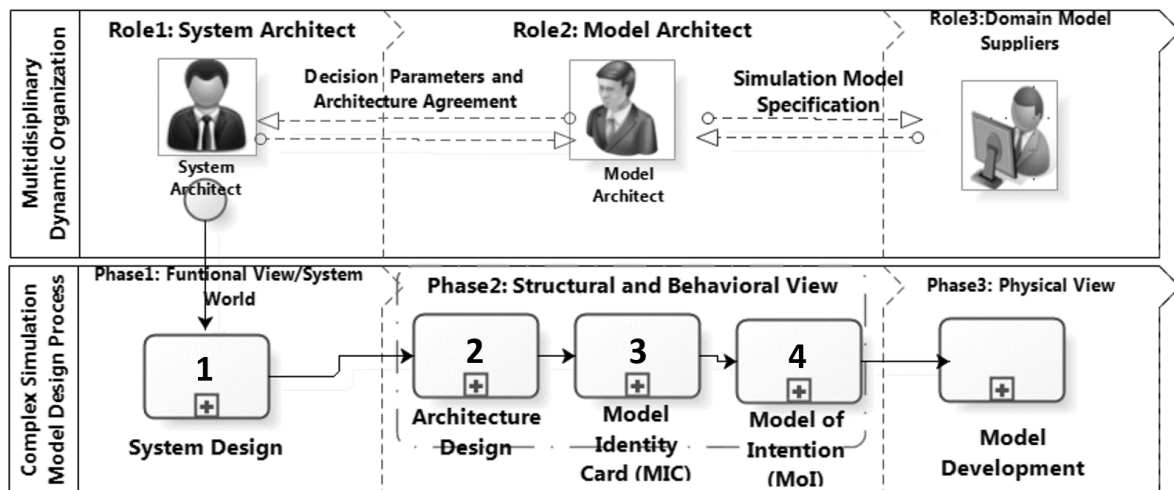 Multidisiplinary
Dynamic Organization
Role1: System Architect
Role2: Model Architect
Role3:Domain Model
Suppliers
Decision Parameters and
Architecture Agreement
Simulation Model
Specification
System
Architect
Model
Architect
Complex Simulation
Model Design Process
Phase1: Funtional View/System
World
Phase2: Structural and Behavioral View
Phase3: Physical View
1
2
3
4
System Design
Architecture
Design
Model
Identity
Card (MIC)
Model of
Intention
(MoI)
Model
Development